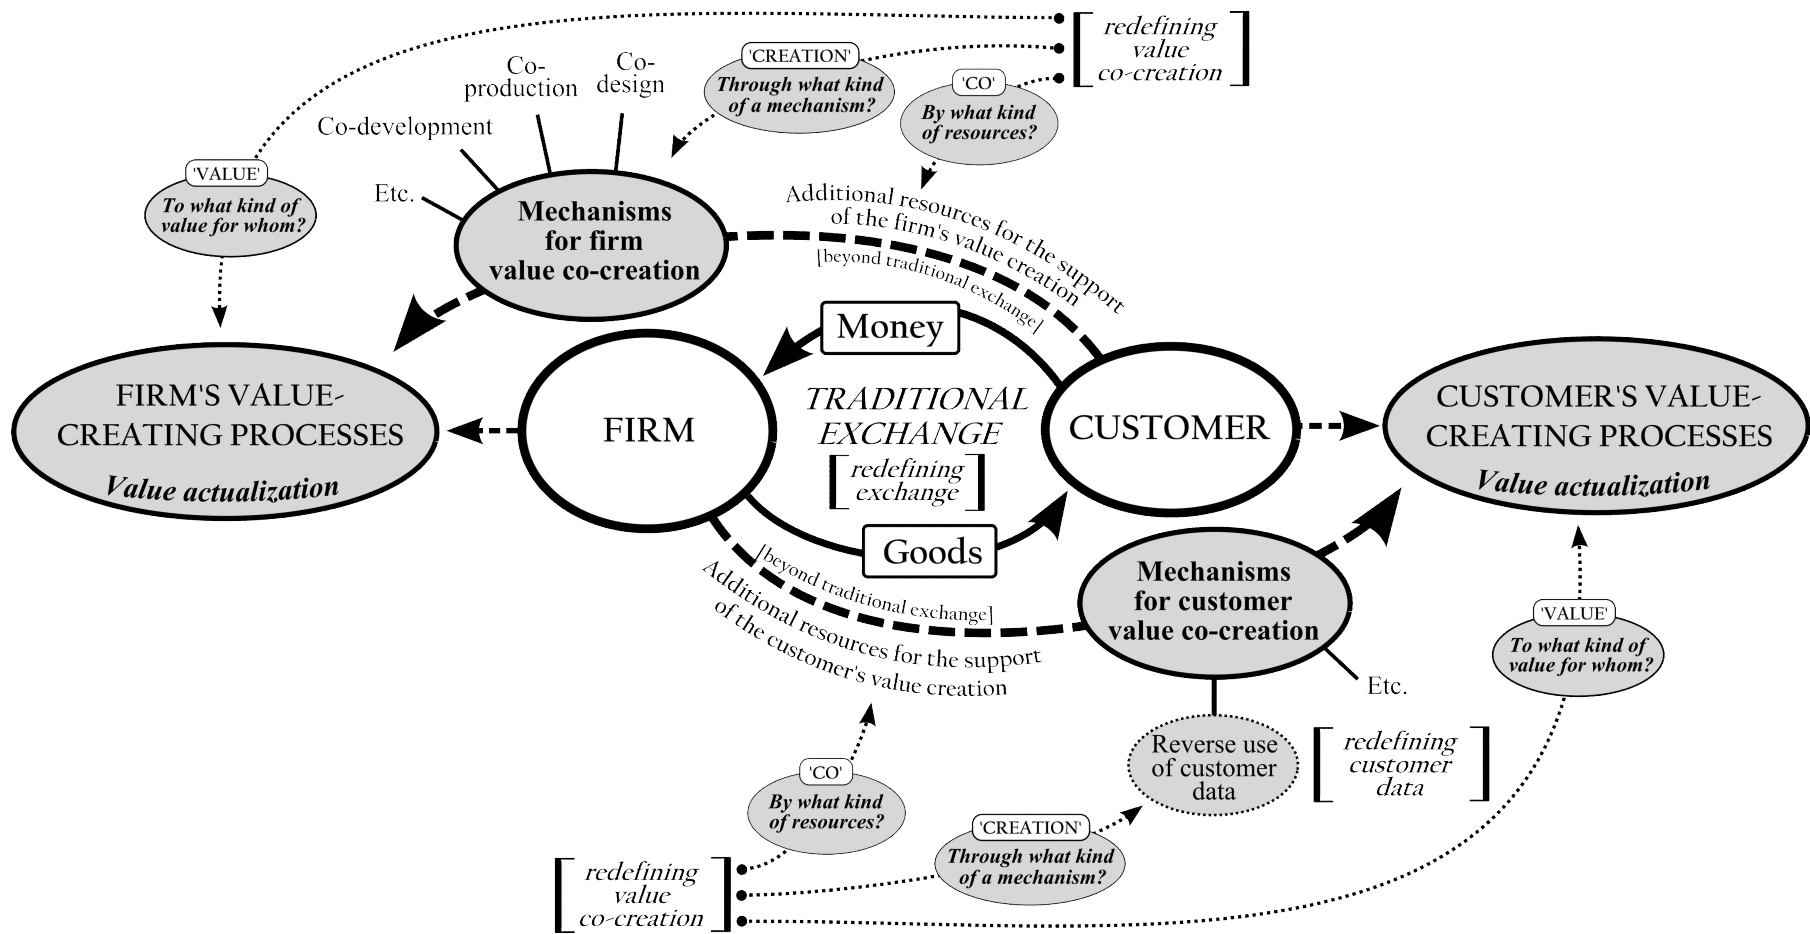 redefining
value
co-creation
'CREATION'
Through what kind
of a mechanism?
'CO'
By what kind
of resources?
Co-
production
Co-
design
Co-development
Etc.
'VALUE'
To what kind of
value for whom?
Mechanisms
for firm
value co-creation
Additional resources for the support
of the firm's value creation
[beyond traditional exchange]
Money
FIRM'S VALUE-
CREATING PROCESSES
Value actualization
FIRM
TRADITIONAL
EXCHANGE
redefining
exchange
CUSTOMER
CUSTOMER'S VALUE-
CREATING PROCESSES
Value actualization
Goods
[beyond traditional exchange]
Additional resources for the support
of the customer's value creation
Mechanisms
for customer
value co-creation
'VALUE'
To what kind of
value for whom?
Etc.
Reverse use
of customer
data
redefining
customer
data
'CO'
By what kind
of resources?
'CREATION'
Through what kind
of a mechanism?
redefining
value
co-creation